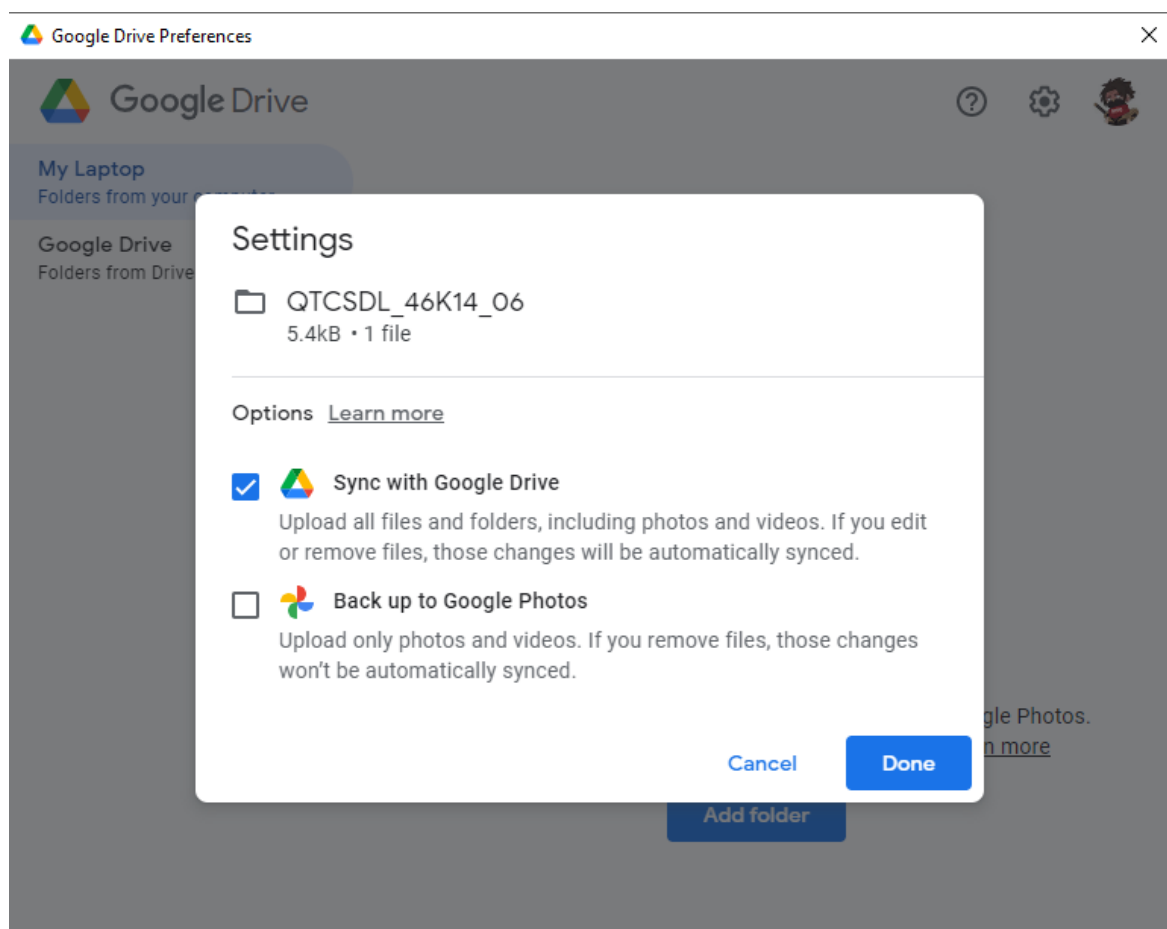 Google Drive Preferences
Google Drive
My Laptop
Folders from your computer
Google Drive
Folders from Drive
Settings
QTCSDL_46K14_06
5.4kB • 1 file
Options Learn more
Sync with Google Drive
Upload all files and folders, including photos and videos. If you edit
or remove files, those changes will be automatically synced.
Back up to Google Photos
Upload only photos and videos. If you remove files, those changes
won't be automatically synced.
gle Photos.
n more
Cancel Done
Add folder